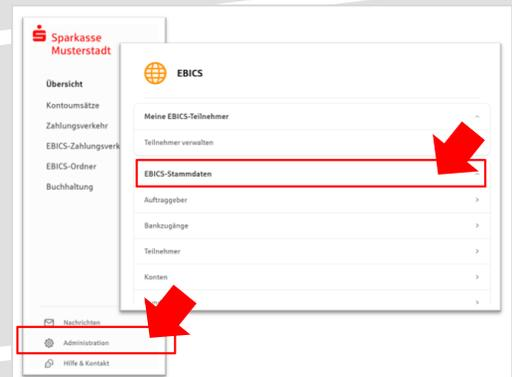 Sparkasse
Musterstadt
Übersicht
Kontoumsätze
Zahlungsverkehr
EBICS-Zahlungsverk
EBICS-Ordner
Buchhaltung
Nachrichten
Administration
Hilfe & Kontakt
EBICS
Meine EBICS-Teilnehmer
Teilnehmer verwalten
EBICS-Stammdaten
Auftraggeber
Bankzugänge
Teilnehmer
Konten